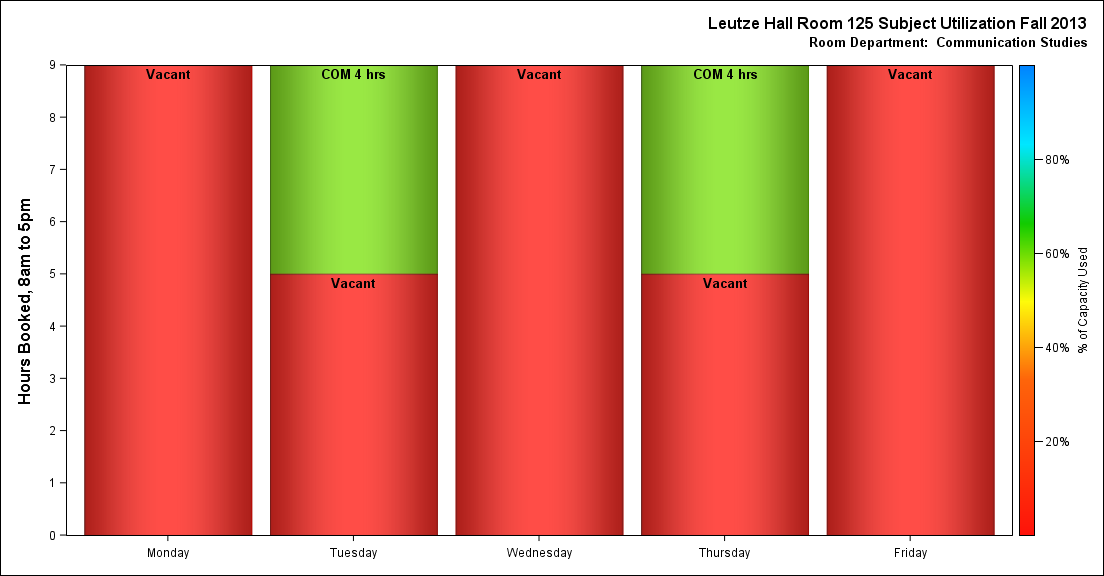 Leutze Hall Room 125 Subject Utilization Fall 2013
Room Department:  Communication Studies
Hours Booked, 8am to 5pm
9
8
7
6
5
4
3
2
1
0
Vacant
COM 4 hrs
Vacant
COM 4 hrs
Vacant
Vacant
Vacant
Monday
Tuesday
Wednesday
Thursday
Friday
80%
60%
40%
20%
% of Capacity Used